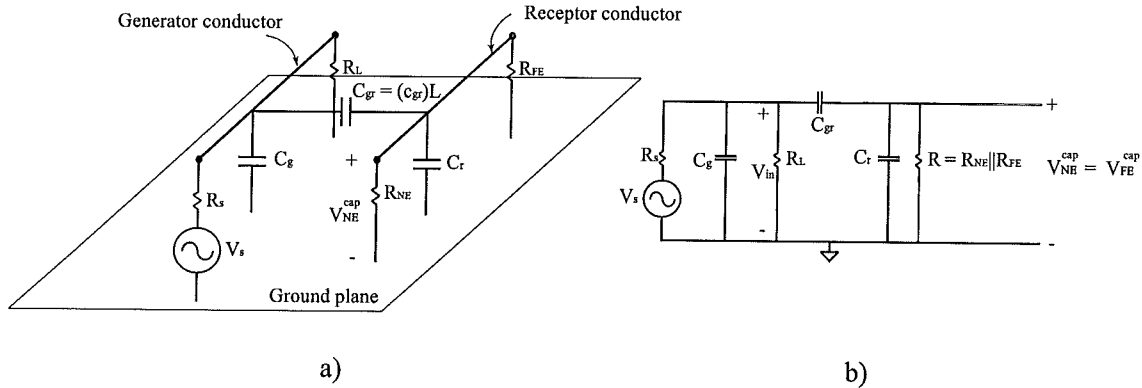 Generator conductor
Receptor conductor
R_L
R_FE
C_gr = (c_gr)L
C_g
+
C_r
R_s
R_NE
V_NE^cap
V_s
-
Ground plane
a)
+
C_gr
+
R_s
C_g
V_in
R_L
C_r
R = R_NE||R_FE
V_NE^cap = V_FE^cap
V_s
-
-
b)